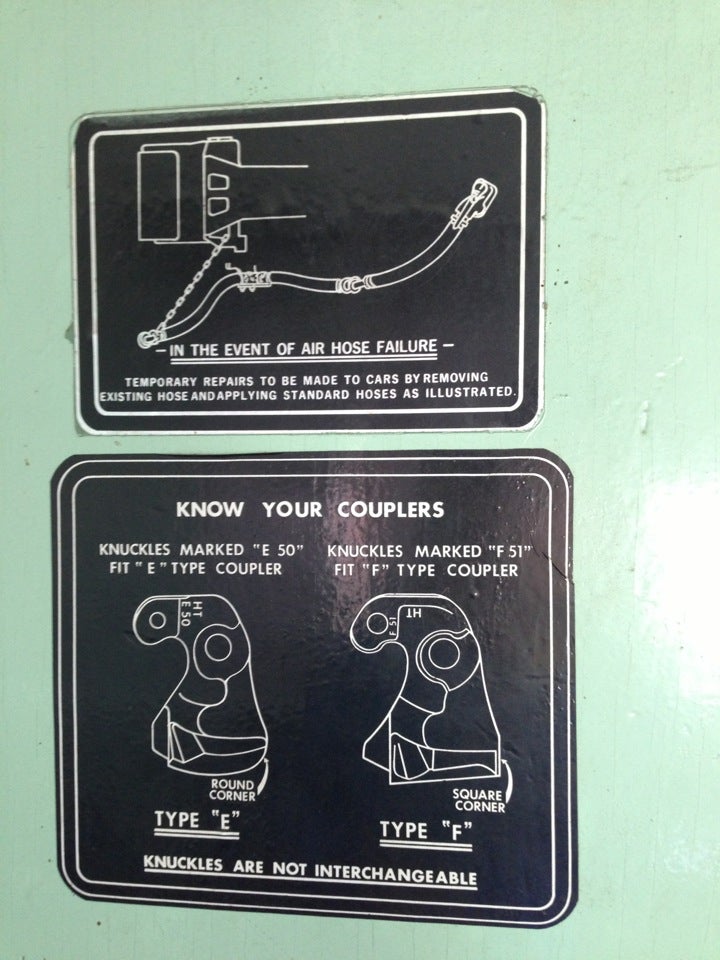 — IN THE EVENT OF AIR HOSE FAILURE —
TEMPORARY REPAIRS TO BE MADE TO CARS BY REMOVING
EXISTING HOSE AND APPLYING STANDARD HOSES AS ILLUSTRATED.
KNOW YOUR COUPLERS
KNUCKLES MARKED "E 50"
FIT "E" TYPE COUPLER
KNUCKLES MARKED "F 51"
FIT "F" TYPE COUPLER
HT
E 50
HT
F 51
ROUND
CORNER
TYPE "E"
SQUARE
CORNER
TYPE "F"
KNUCKLES ARE NOT INTERCHANGEABLE